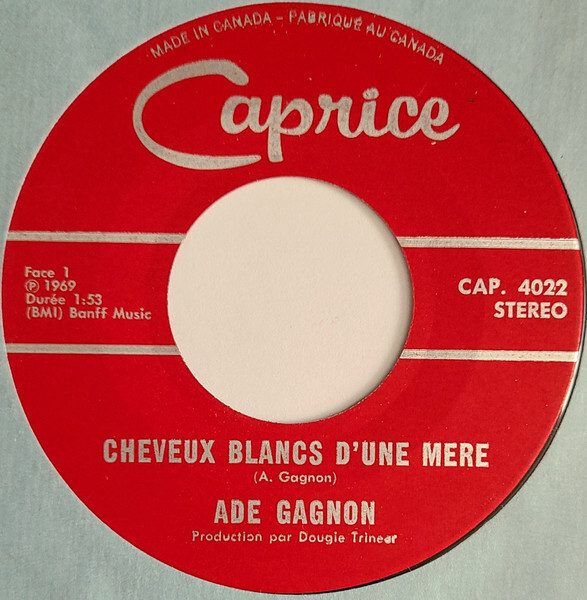 MADE IN CANADA - FABRIQUÉ AU CANADA
Caprice
Face 1
℗ 1969
Durée 1:53
(BMI) Banff Music
CAP. 4022
STEREO
CHEVEUX BLANCS D'UNE MERE
(A. Gagnon)
ADE GAGNON
Production par Dougie Trineer